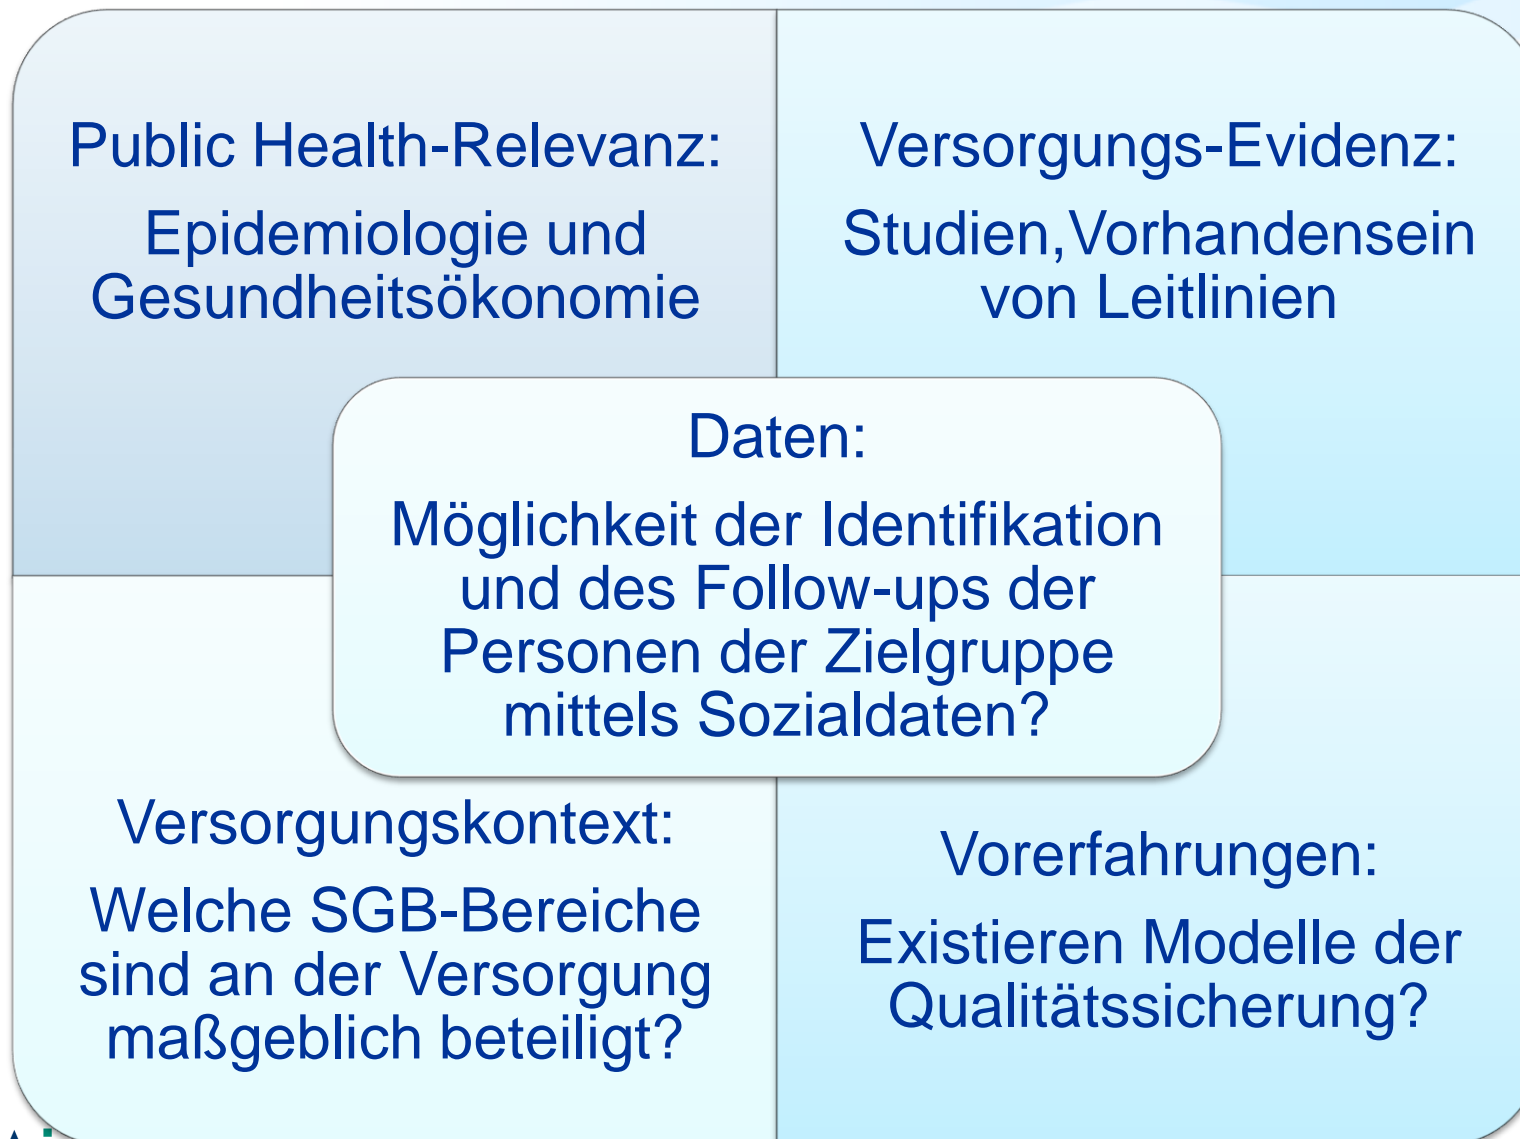 Public Health-Relevanz:
Epidemiologie und
Gesundheitsökonomie
Versorgungs-Evidenz:
Studien,Vorhandensein
von Leitlinien
Daten:
Möglichkeit der Identifikation
und des Follow-ups der
Personen der Zielgruppe
mittels Sozialdaten?
Versorgungskontext:
Welche SGB-Bereiche
sind an der Versorgung
maßgeblich beteiligt?
Vorerfahrungen:
Existieren Modelle der
Qualitätssicherung?